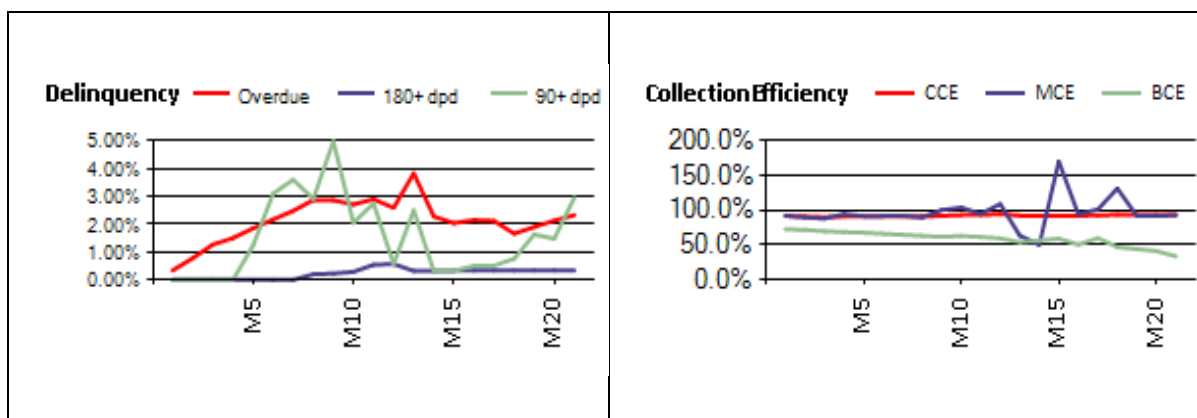 Delinquency Overdue 180+ dpd 90+ dpd
5.00%
4.00%
3.00%
2.00%
1.00%
0.00%
M5 M10 M15 M20
CollectionEfficiency CCE MCE BCE
200.0%
150.0%
100.0%
50.0%
0.0%
M5 M10 M15 M20